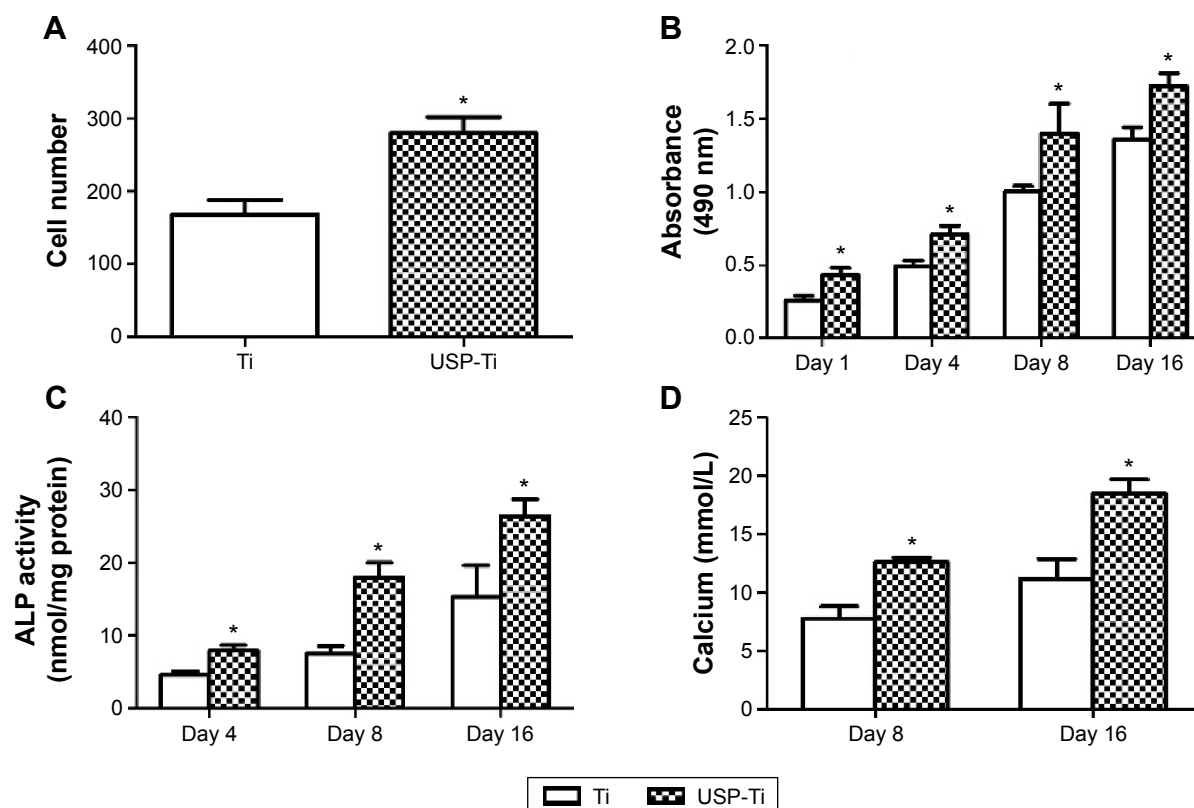 A
Cell number
400
300
200
100
0
*
Ti
USP-Ti
B
Absorbance
(490 nm)
2.0
1.5
1.0
0.5
0.0
*
*
*
*
Day 1
Day 4
Day 8
Day 16
C
ALP activity
(nmol/mg protein)
40
30
20
10
0
*
*
*
Day 4
Day 8
Day 16
D
Calcium (mmol/L)
25
20
15
10
5
0
*
*
Day 8
Day 16
Ti
USP-Ti